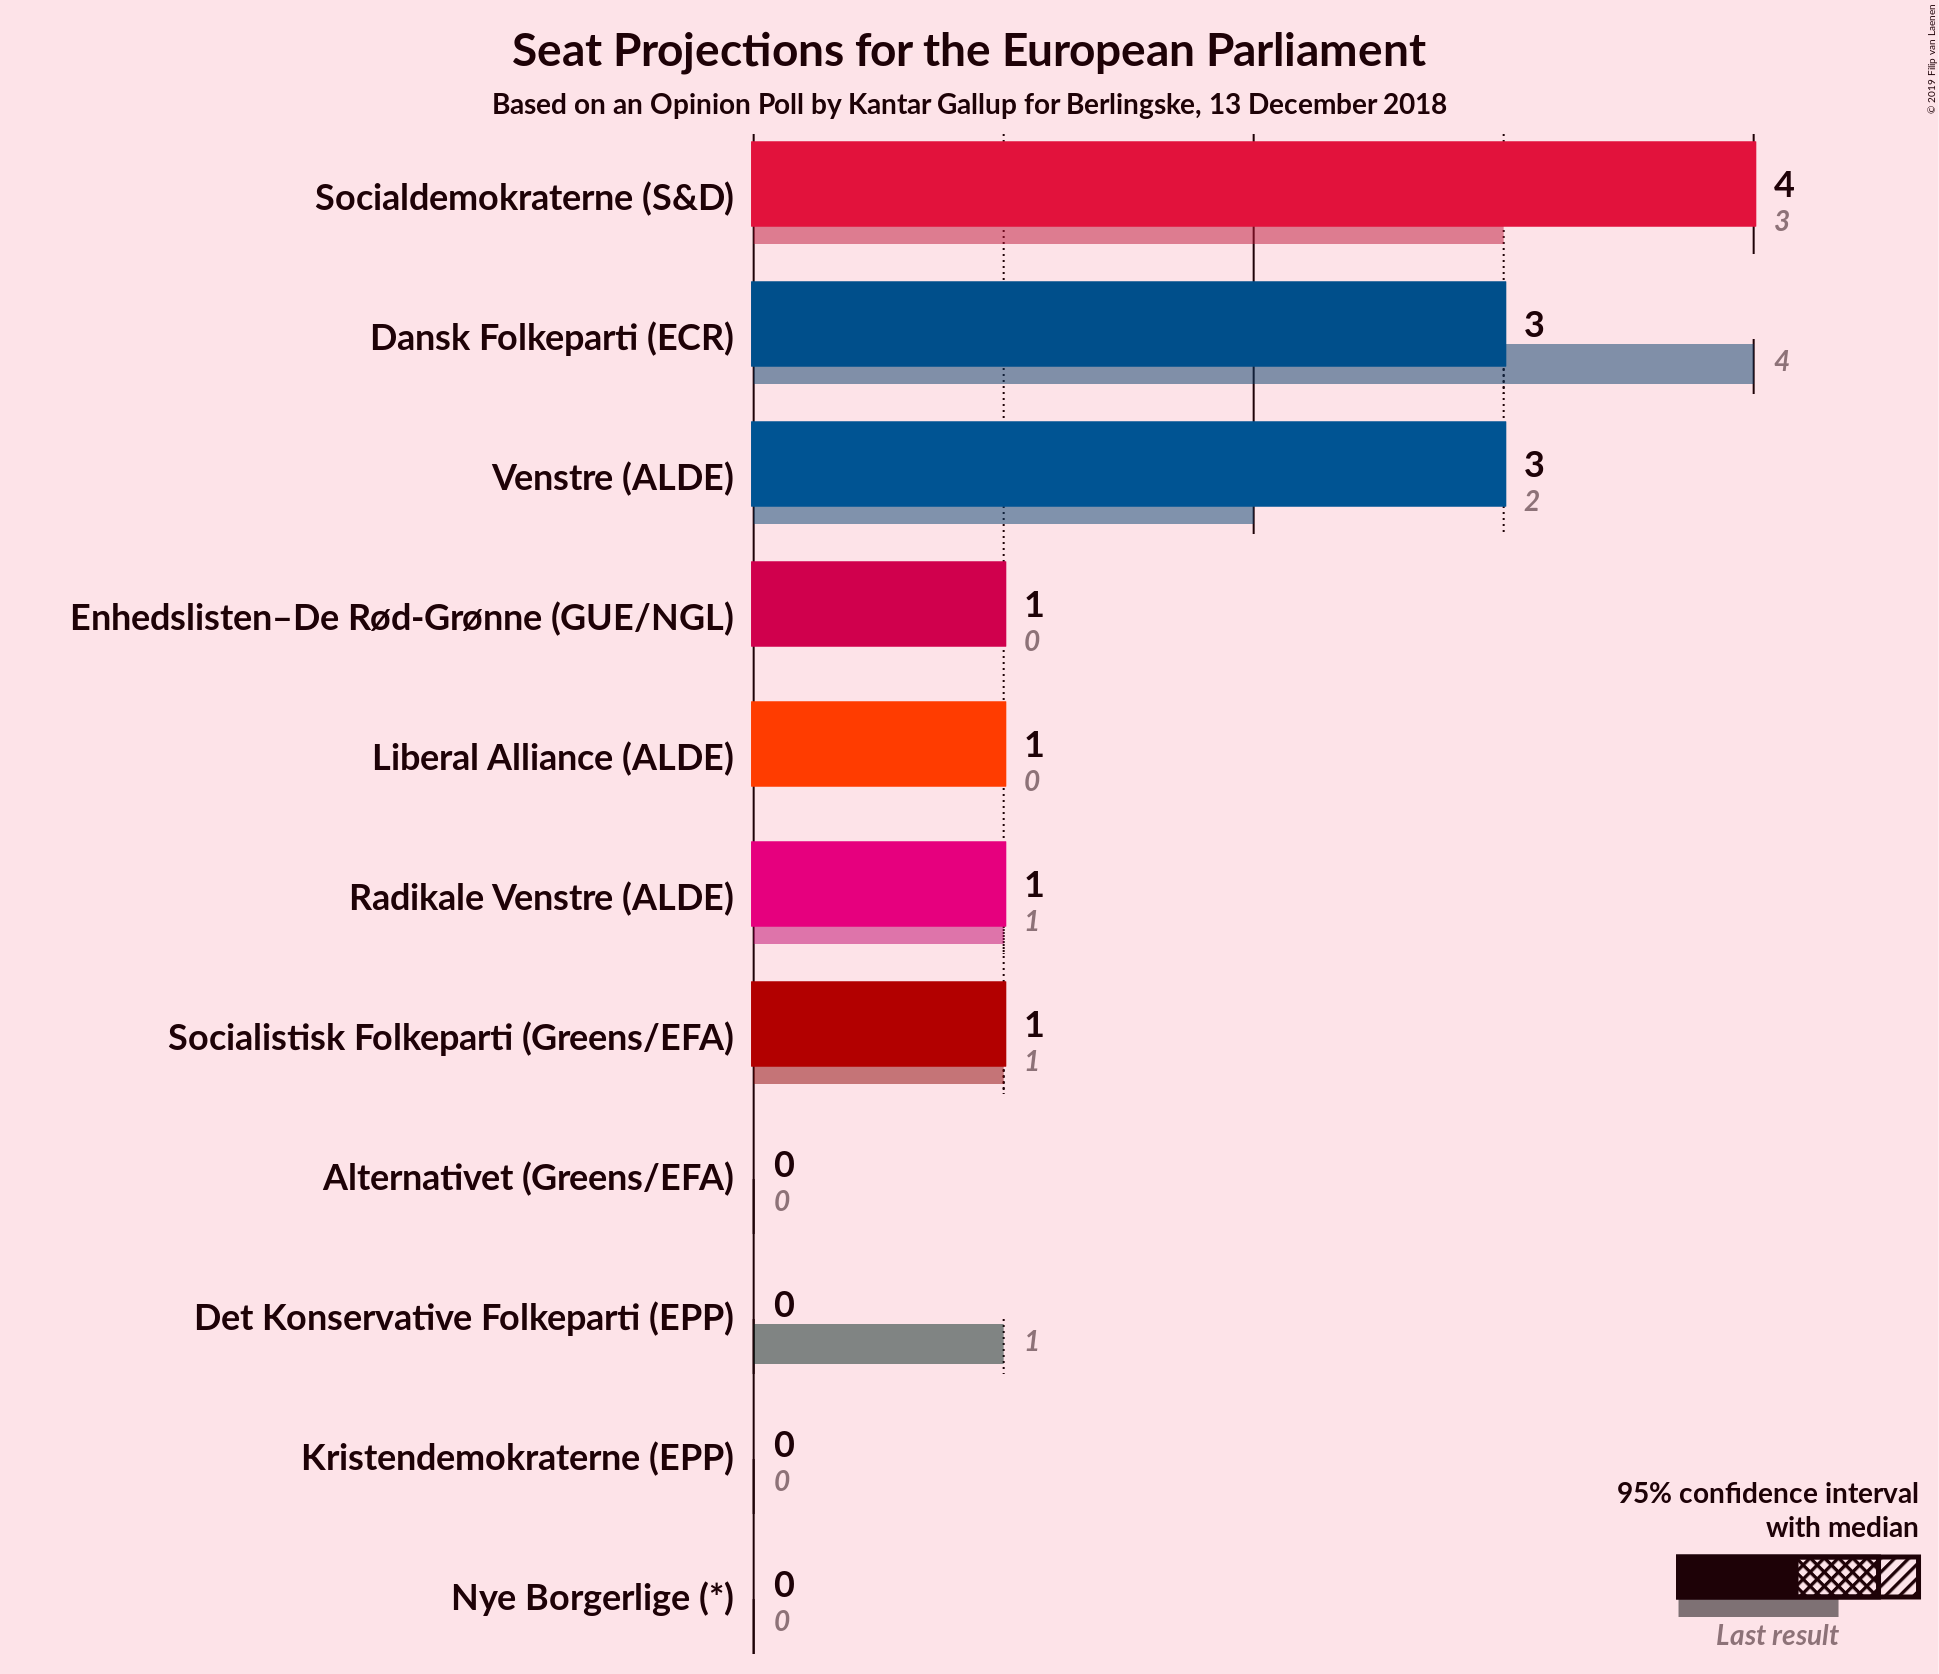 Seat Projections for the European Parliament
Based on an Opinion Poll by Kantar Gallup for Berlingske, 13 December 2018
© 2019 Filip van Laenen
Socialdemokraterne (S&D)
4
3
Dansk Folkeparti (ECR)
3
4
Venstre (ALDE)
3
2
Enhedslisten–De Rød-Grønne (GUE/NGL)
1
0
Liberal Alliance (ALDE)
1
0
Radikale Venstre (ALDE)
1
1
Socialistisk Folkeparti (Greens/EFA)
1
1
Alternativet (Greens/EFA)
0
0
Det Konservative Folkeparti (EPP)
0
1
Kristendemokraterne (EPP)
0
0
Nye Borgerlige (*)
0
0
95% confidence interval
with median
Last result